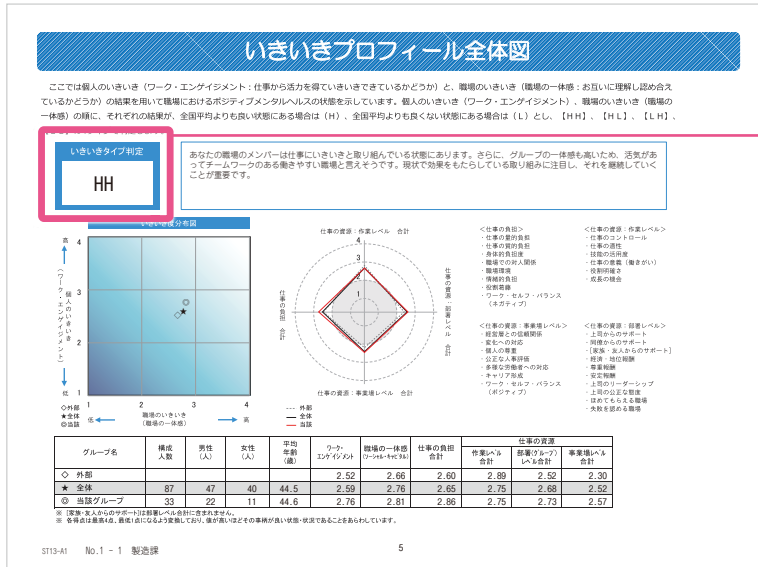 いきいきプロフィール全体図
ここでは個人のいきいき（ワーク・エンゲイジメント：仕事から活力を得ていきいきできているかどうか）と、職場のいきいき（職場の一体感：お互いに理解し認め合え
ているかどうか）の結果を用いて職場におけるポジティブメンタルヘルスの状態を示しています。個人のいきいき（ワーク・エンゲイジメント）、職場のいきいき（職場の
一体感）の順に、それぞれの結果が、全国平均よりも良い状態にある場合は（H）、全国平均よりも良くない状態にある場合は（L）とし、【HH】、【HL】、【LH】、
いきいきタイプ判定
HH
あなたの職場のメンバーは仕事にいきいきと取り組んでいる状態にあります。さらに、グループの一体感も高いため、活気があ
ってチームワークのある働きやすい職場と言えそうです。現状で効果をもたらしている取り組みに注目し、それを継続していく
ことが重要です。
いきいき度分布図
高
個人のいきいき
（ワーク・エンゲイジメント）
低
4
3
2
1
1 2 3 4
◇外部
★全体
◎当該
低
職場のいきいき
（職場の一体感）
高
仕事の資源：作業レベル 合計
4
3
2
1
仕事の負担 合計
仕事の資源：部署レベル 合計
仕事の資源：事業場レベル 合計
外部
全体
当該
＜仕事の負担＞
・仕事の量的負担
・仕事の質的負担
・身体的負担度
・職場での対人関係
・職場環境
・情緒的負担
・役割葛藤
・ワーク・セルフ・バランス
（ネガティブ）
＜仕事の資源：作業レベル＞
・仕事のコントロール
・仕事の適性
・技能の活用度
・仕事の意義（働きがい）
・役割明確さ
・成長の機会
＜仕事の資源：事業場レベル＞
・経営層との信頼関係
・変化への対応
・個人の尊重
・公正な人事評価
・多様な労働者への対応
・キャリア形成
・ワーク・セルフ・バランス
（ポジティブ）
＜仕事の資源：部署レベル＞
・上司からのサポート
・同僚からのサポート
・[家族・友人からのサポート]
・経済・地位報酬
・尊重報酬
・安定報酬
・上司のリーダーシップ
・上司の公正な態度
・ほめてもらえる職場
・失敗を認める職場
グループ名 構成人数 男性（人） 女性（人） 平均年齢（歳） ワーク・エンゲイジメント 職場の一体感（ソーシャル・キャピタル） 仕事の負担合計 仕事の資源 作業レベル合計 部署（グループ）レベル合計 事業場レベル合計
◇ 外部 2.52 2.66 2.60 2.89 2.52 2.30
★ 全体 87 47 40 44.5 2.59 2.76 2.65 2.75 2.68 2.52
◎ 当該グループ 33 22 11 44.6 2.76 2.81 2.86 2.75 2.73 2.57
※ [家族・友人からのサポート]は部署レベル合計に含まれません。
※ 各得点は最高4点、最低1点になるよう変換しており、値が高いほどその事柄が良い状態・状況であることをあらわしています。
ST13-A1 No.1 - 1 製造課
5